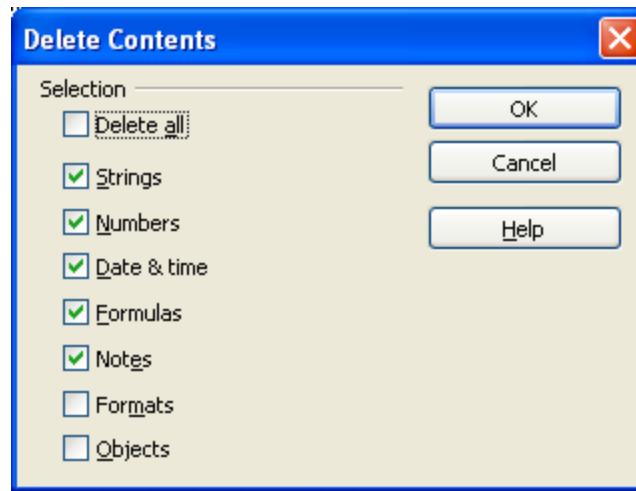 Delete Contents
Selection
Delete all
Strings
Numbers
Date & time
Formulas
Notes
Formats
Objects
OK
Cancel
Help